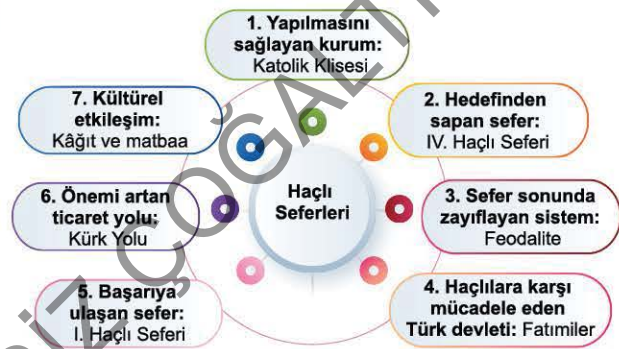 1. Yapılmasını
sağlayan kurum:
Katolik Klisesi
7. Kültürel
etkileşim:
Kâğıt ve matbaa
2. Hedefinden
sapan sefer:
IV. Haçlı Seferi
Haçlı
Seferleri
6. Önemi artan
ticaret yolu:
Kürk Yolu
3. Sefer sonunda
zayıflayan sistem:
Feodalite
5. Başarıya
ulaşan sefer:
I. Haçlı Seferi
4. Haçlılara karşı
mücadele eden
Türk devleti: Fatımiler
İZ ÇOĞALT